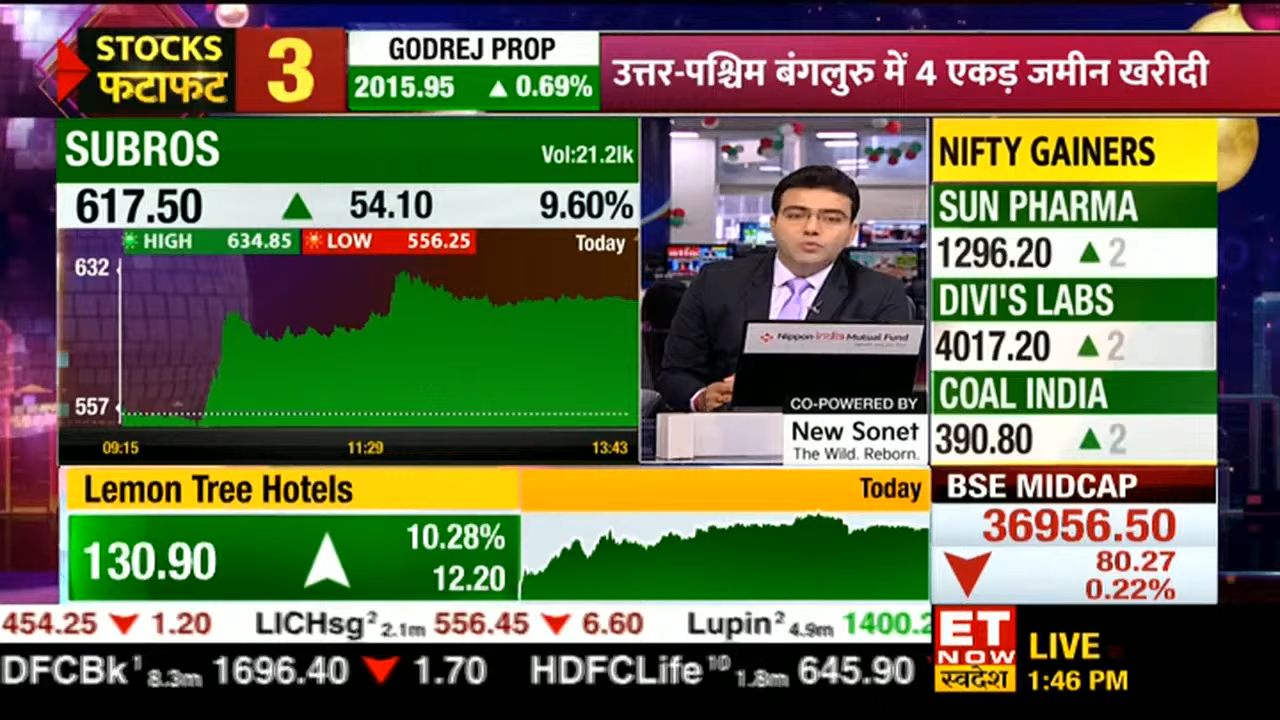 STOCKS
फटाफट
3
GODREJ PROP
2015.95 ▲ 0.69%
उत्तर-पश्चिम बंगलुरु में 4 एकड़ जमीन खरीदी
SUBROS
Vol:21.2lk
617.50 ▲ 54.10 9.60%
HIGH 634.85 LOW 556.25 Today
632
557
09:15 11:29 13:43
Nippon india Mutual Fund
CO-POWERED BY
New Sonet
The Wild. Reborn.
NIFTY GAINERS
SUN PHARMA
1296.20 ▲ 2
DIVI'S LABS
4017.20 ▲ 2
COAL INDIA
390.80 ▲ 2
Lemon Tree Hotels
Today
130.90
10.28%
12.20
BSE MIDCAP
36956.50
80.27
0.22%
454.25 ▼ 1.20 LICHsg 2 2.1m 556.45 ▼ 6.60 Lupin 2 4.9m 1400.2
DFCBk 1 8.3m 1696.40 ▼ 1.70 HDFCLife 10 1.8m 645.90
ET
NOW
स्वदेश
LIVE
1:46 PM